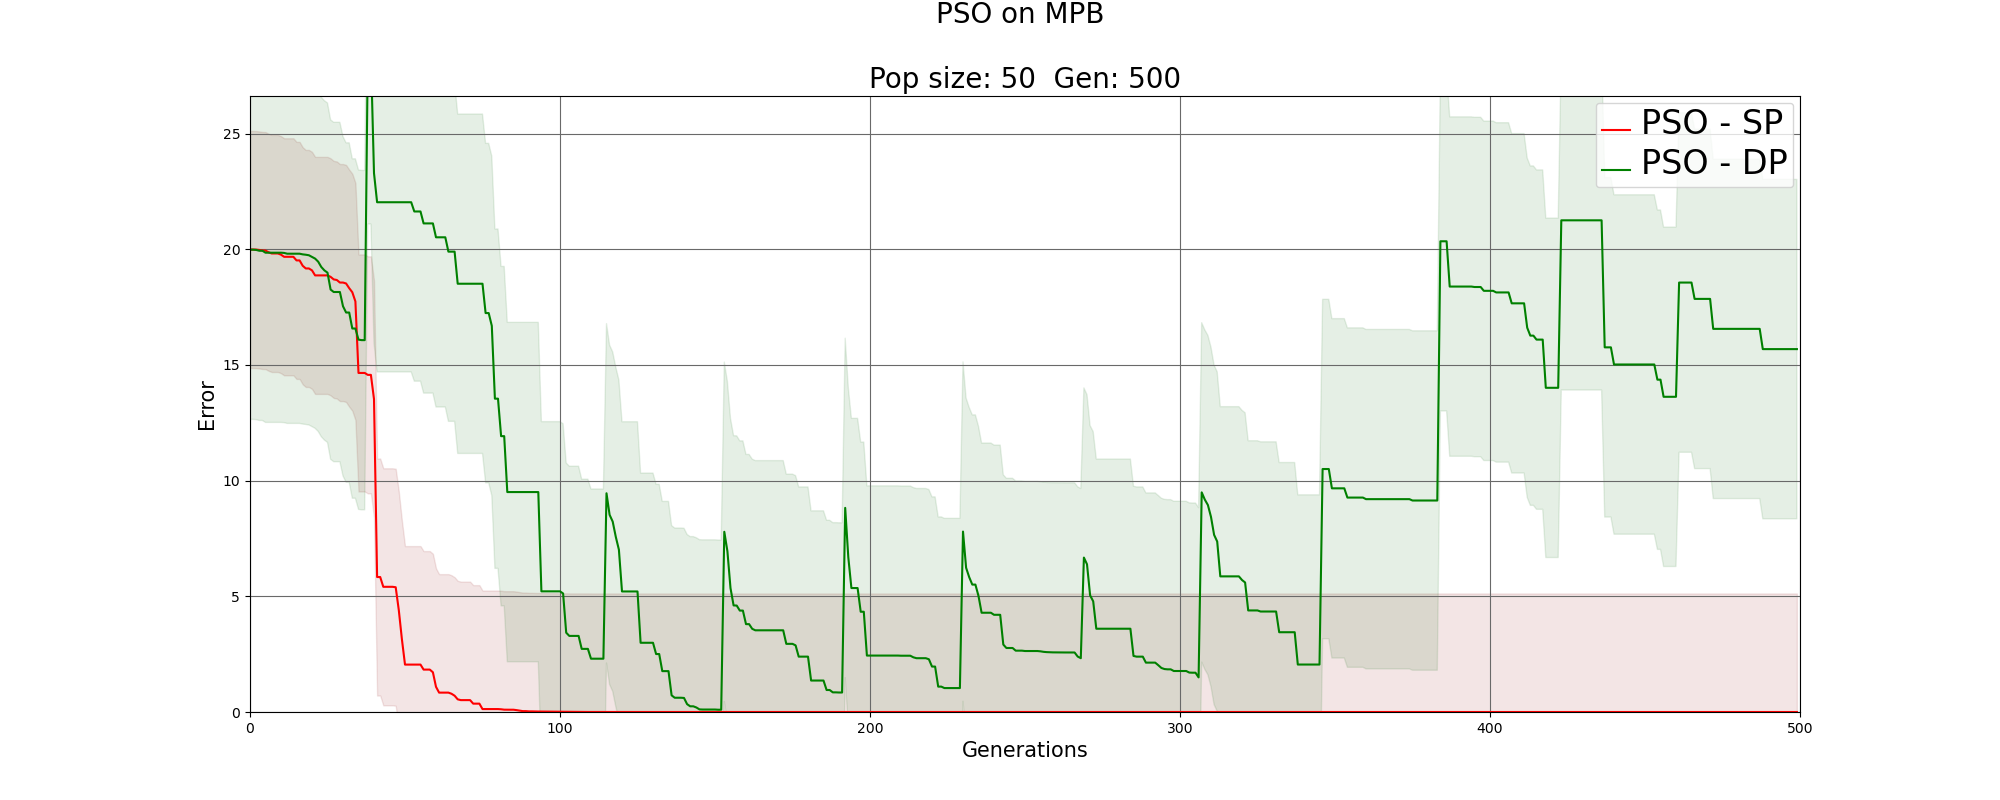 PSO on MPB
Pop size: 50  Gen: 500
PSO - SP
PSO - DP
25
20
15
10
5
0
Error
0 100 200 300 400 500
Generations